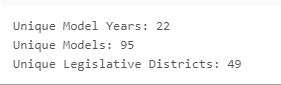 Unique Model Years: 22
Unique Models: 95
Unique Legislative Districts: 49